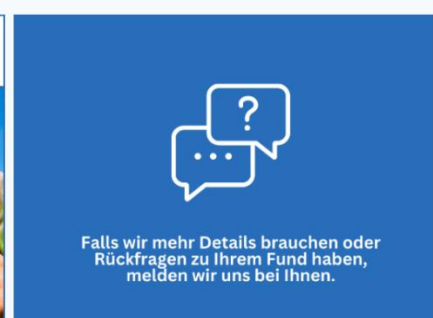 ?
Falls wir mehr Details brauchen oder
Rückfragen zu Ihrem Fund haben,
melden wir uns bei Ihnen.